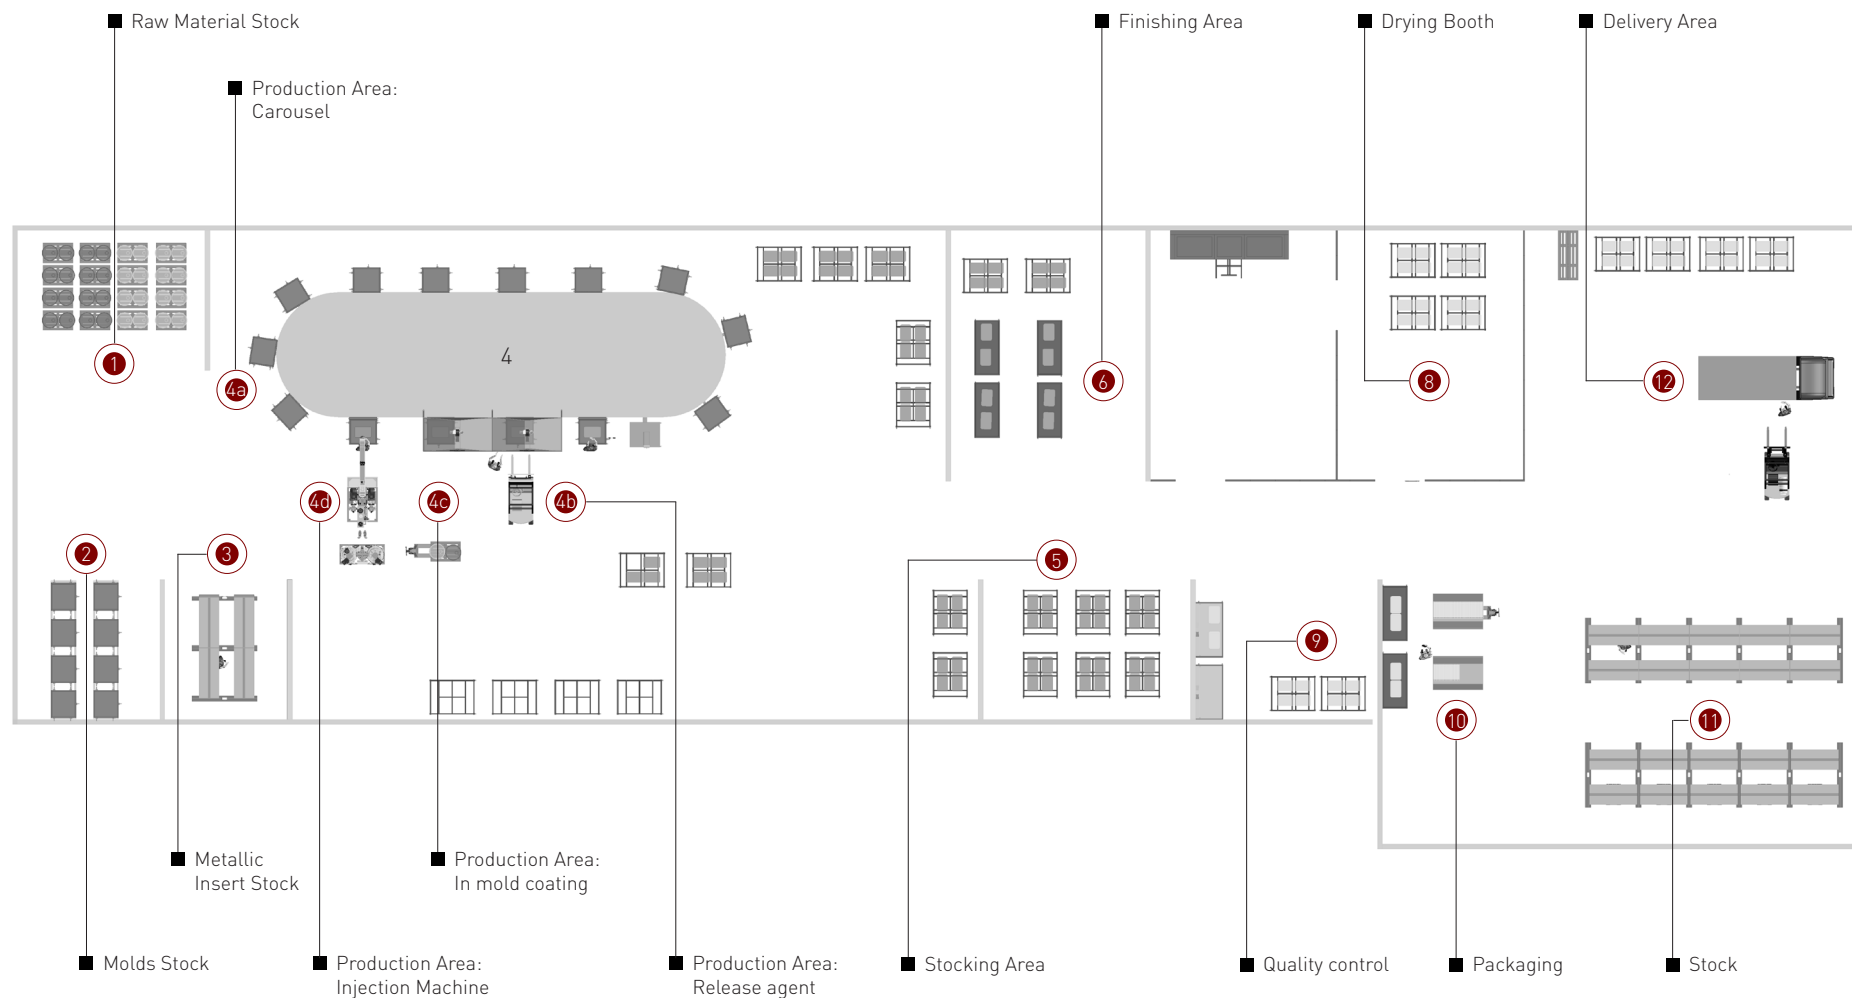 Raw Material Stock
Finishing Area
Drying Booth
Delivery Area
Production Area:
Carousel
4
1
4a
6
8
12
4d
4c
4b
2
3
5
9
10
11
Metallic
Insert Stock
Production Area:
In mold coating
Molds Stock
Production Area:
Injection Machine
Production Area:
Release agent
Stocking Area
Quality control
Packaging
Stock